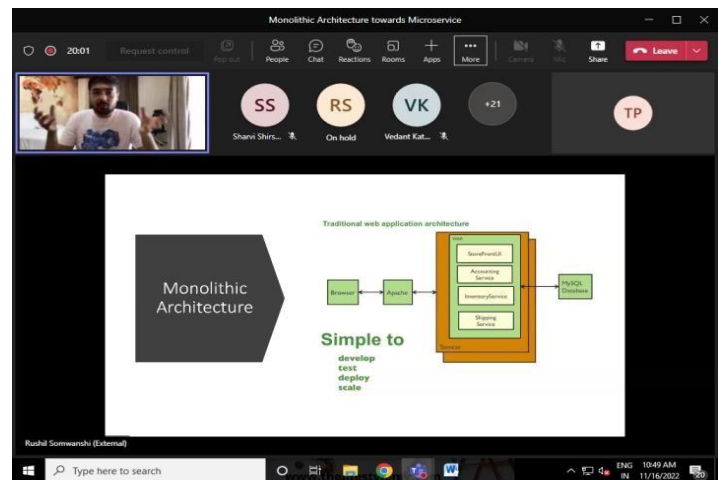 Monolithic Architecture towards Microservice
20:01
Request control
Pop out
People
Chat
Reactions
Rooms
Apps
More
Camera
Mic
Share
Leave
SS
RS
VK
+21
TP
Sharvi Shirs...
On hold
Vedant Kat...
Monolithic
Architecture
Traditional web application architecture
WAR
StoreFrontUI
Accounting
Service
InventoryService
Shipping
Service
Browser
Apache
MySQL
Database
Tomcat
Simple to
develop
test
deploy
scale
Rushil Somwanshi (External)
Type here to search
ENG
IN
10:49 AM
11/16/2022
20